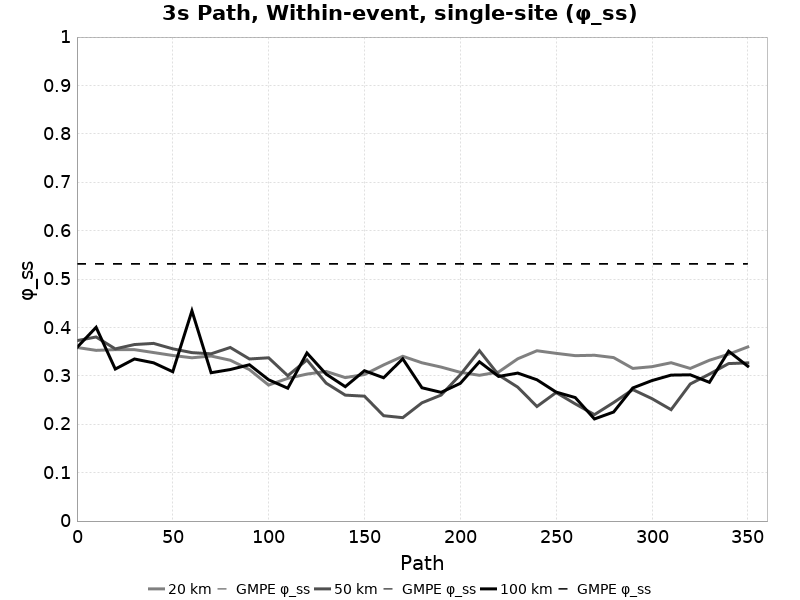 3s Path, Within-event, single-site (φ_ss)
1
0.9
0.8
0.7
0.6
0.5
0.4
0.3
0.2
0.1
0
φ_ss
0 50 100 150 200 250 300 350
Path
20 km GMPE φ_ss 50 km GMPE φ_ss 100 km GMPE φ_ss